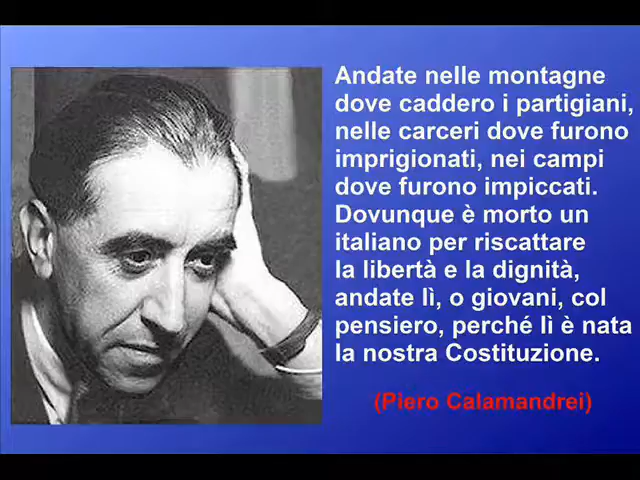 Andate nelle montagne
dove caddero i partigiani,
nelle carceri dove furono
imprigionati, nei campi
dove furono impiccati.
Dovunque è morto un
italiano per riscattare
la libertà e la dignità,
andate lì, o giovani, col
pensiero, perché lì è nata
la nostra Costituzione.
(Piero Calamandrei)